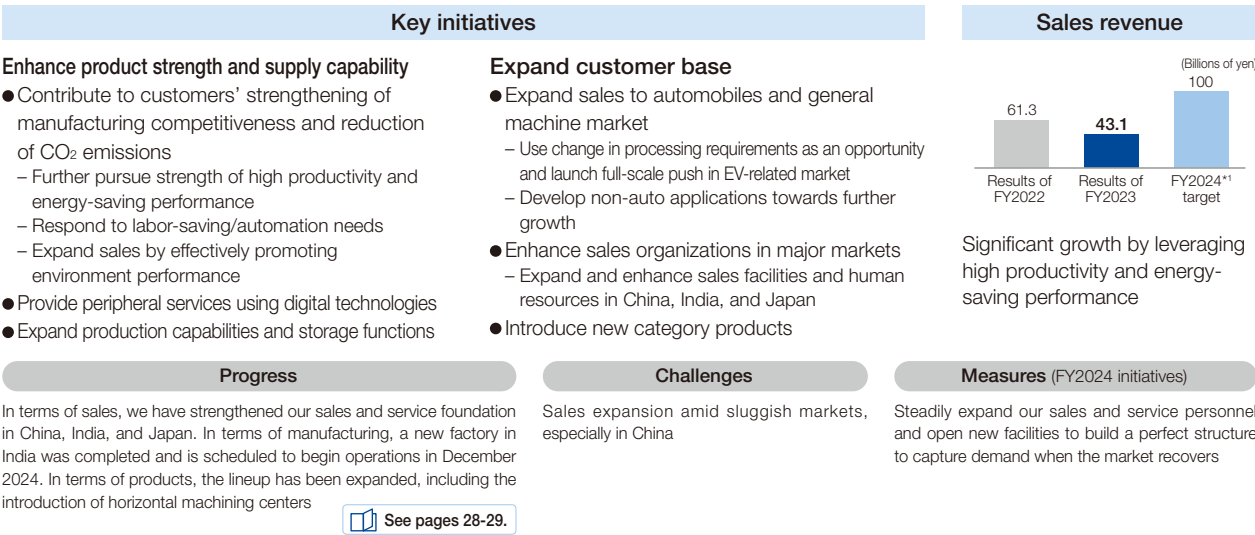 Key initiatives
Enhance product strength and supply capability
● Contribute to customers' strengthening of
manufacturing competitiveness and reduction
of CO₂ emissions
– Further pursue strength of high productivity and
energy-saving performance
– Respond to labor-saving/automation needs
– Expand sales by effectively promoting
environment performance
● Provide peripheral services using digital technologies
● Expand production capabilities and storage functions
Expand customer base
● Expand sales to automobiles and general
machine market
– Use change in processing requirements as an opportunity
and launch full-scale push in EV-related market
– Develop non-auto applications towards further
growth
● Enhance sales organizations in major markets
– Expand and enhance sales facilities and human
resources in China, India, and Japan
● Introduce new category products
Sales revenue
(Billions of yen)
61.3
43.1
100
Results of
FY2022
Results of
FY2023
FY2024*1
target
Significant growth by leveraging
high productivity and energy-
saving performance
Progress
In terms of sales, we have strengthened our sales and service foundation
in China, India, and Japan. In terms of manufacturing, a new factory in
India was completed and is scheduled to begin operations in December
2024. In terms of products, the lineup has been expanded, including the
introduction of horizontal machining centers
See pages 28-29.
Challenges
Sales expansion amid sluggish markets,
especially in China
Measures (FY2024 initiatives)
Steadily expand our sales and service personnel
and open new facilities to build a perfect structure
to capture demand when the market recovers